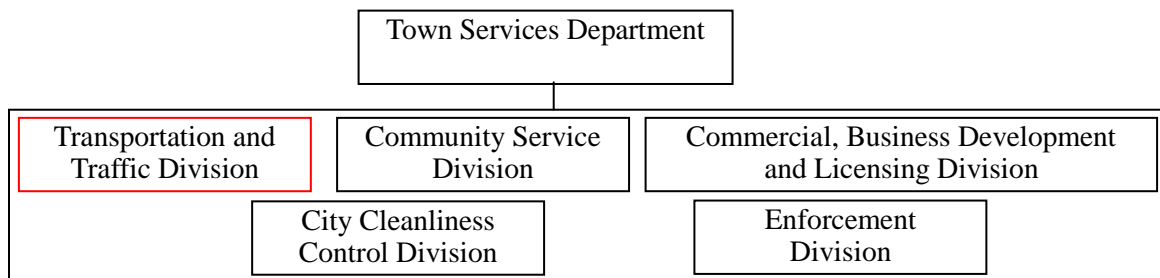 Town Services Department
Transportation and
Traffic Division
Community Service
Division
Commercial, Business Development
and Licensing Division
City Cleanliness
Control Division
Enforcement
Division